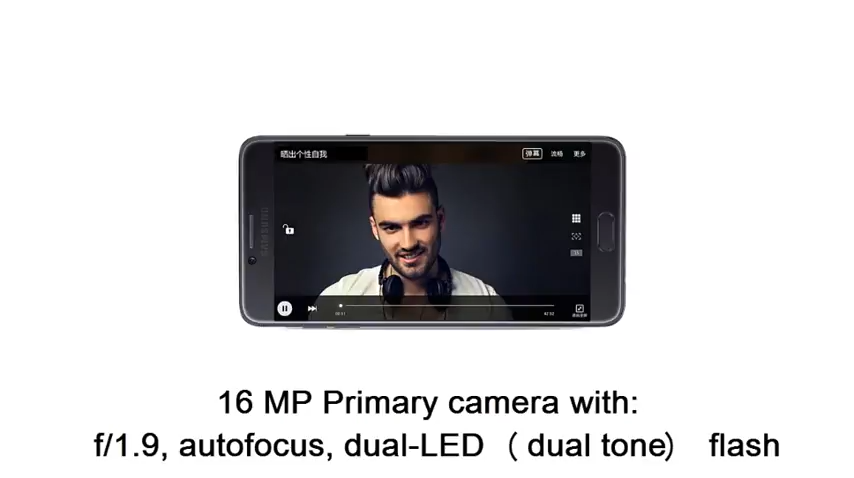 晒出个性自我
弹幕 流畅 更多
SAMSUNG
16 MP Primary camera with:
f/1.9, autofocus, dual-LED （dual tone） flash